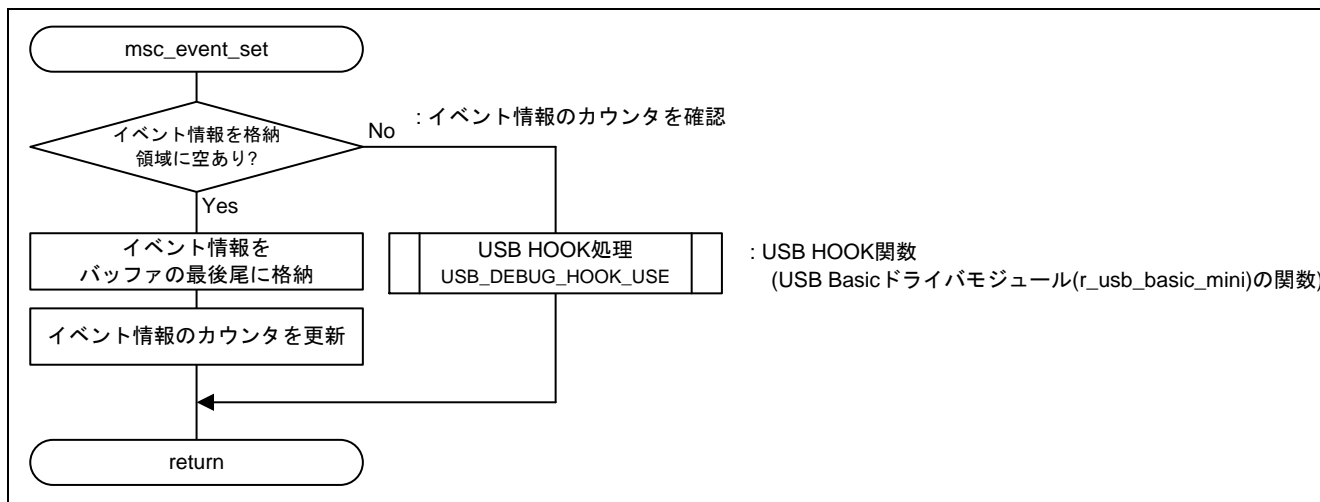 msc_event_set
: イベント情報のカウンタを確認
イベント情報を格納
領域に空あり?
No
Yes
イベント情報を
バッファの最後尾に格納
USB HOOK処理
USB_DEBUG_HOOK_USE
: USB HOOK関数
(USB Basicドライバモジュール(r_usb_basic_mini)の関数)
イベント情報のカウンタを更新
return